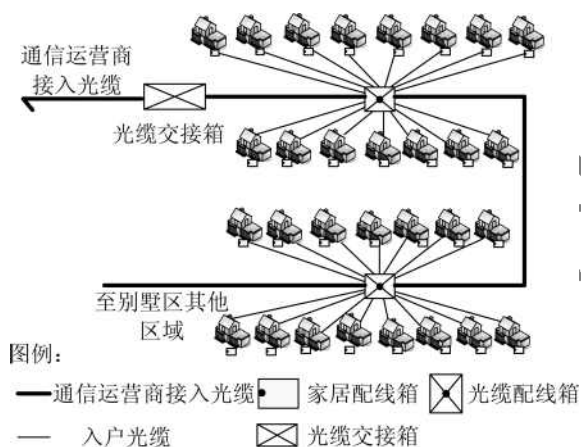 通信运营商
接入光缆
光缆交接箱
至别墅区其他
区域
图例：
通信运营商接入光缆 家居配线箱 光缆配线箱
入户光缆 光缆交接箱